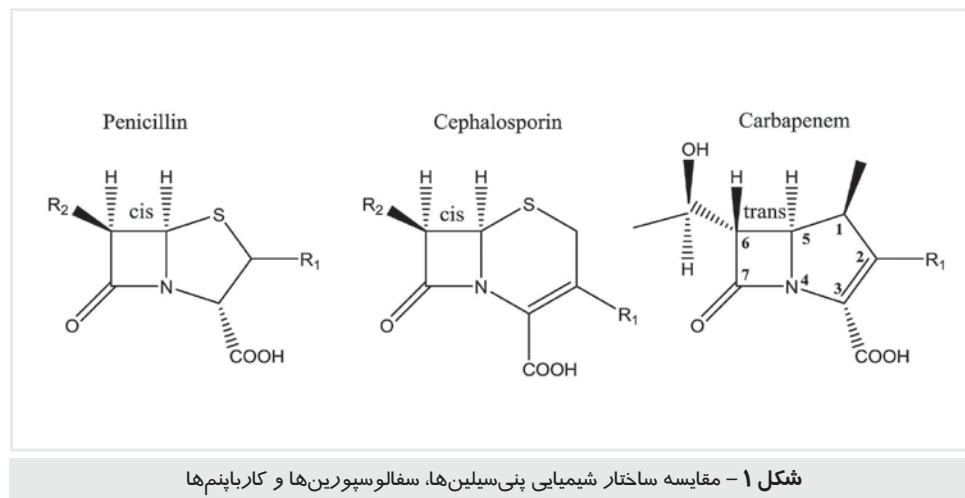 Penicillin
H H
R2 cis S
R1
N
O
COOH
Cephalosporin
H H
R2 cis S
N
O
R1
COOH
Carbapenem
OH
H H
trans 1
6 5
H 2 R1
7 N 4 3
O
COOH
شکل ۱ – مقایسه ساختار شیمیایی پنی‌سیلین‌ها، سفالوسپورین‌ها و کارباپنم‌ها